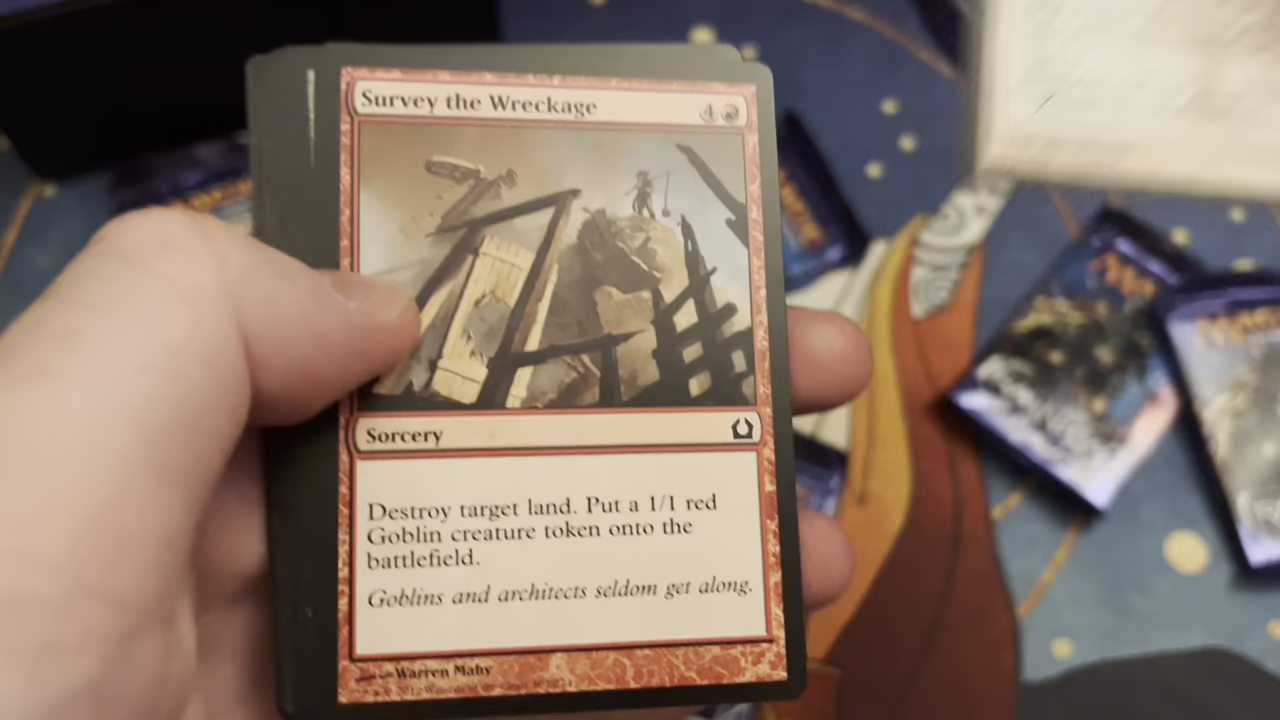 Survey the Wreckage
4
Sorcery
Destroy target land. Put a 1/1 red
Goblin creature token onto the
battlefield.
Goblins and architects seldom get along.
Warren Mahy